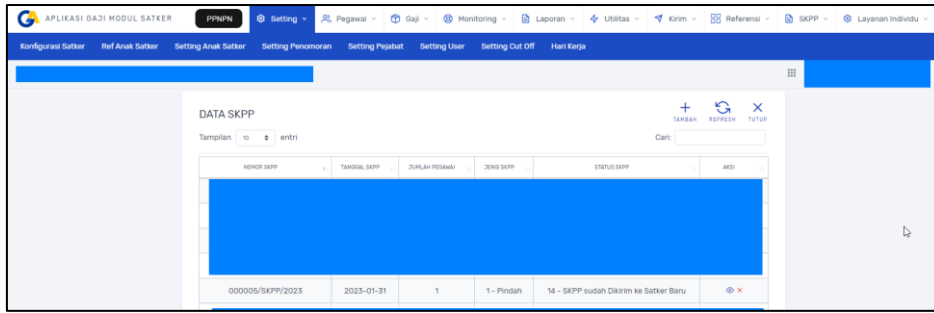 APLIKASI GAJI MODUL SATKER PPNPN Setting Pegawai Gaji Monitoring Laporan Utilitas Kirim Referensi SKPP Layanan Individu
Konfigurasi Satker Ref Anak Satker Setting Anak Satker Setting Penomoran Setting Pejabat Setting User Setting Cut Off Hari Kerja
DATA SKPP
TAMBAH REFRESH TUTUP
Tampilan 10 entri Cari:
NOMOR SKPP TANGGAL SKPP JUMLAH PEGAWAI JENIS SKPP STATUS SKPP AKSI
000005/SKPP/2023 2023-01-31 1 1 - Pindah 14 - SKPP sudah Dikirim ke Satker Baru